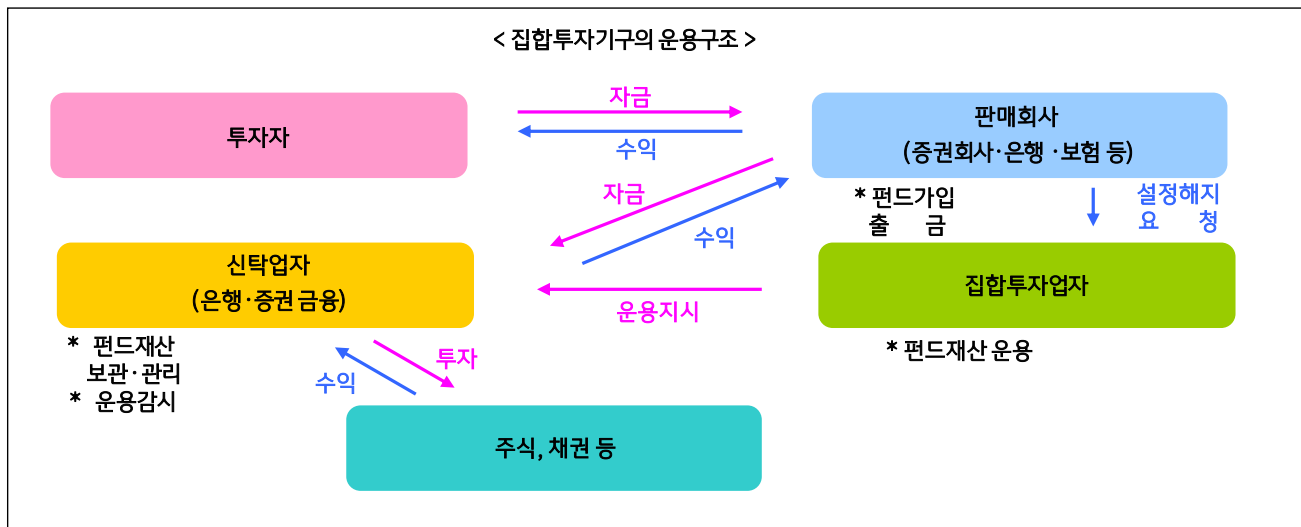 < 집합투자기구의 운용구조 >
자금
투자자
수익
판매회사
(증권회사·은행 ·보험 등)
자금
수익
* 펀드가입
출 금
설정해지
요 청
신탁업자
(은행·증권 금융)
운용지시
집합투자업자
* 펀드재산
보관·관리
* 운용감시
투자
수익
* 펀드재산 운용
주식, 채권 등